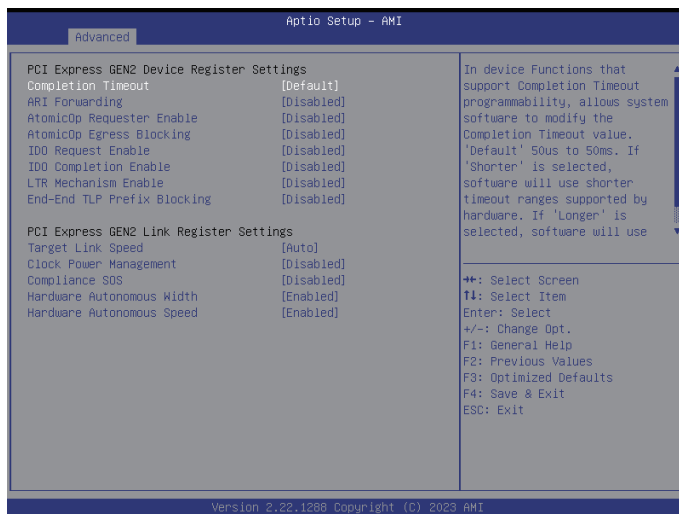 Aptio Setup – AMI
Advanced
PCI Express GEN2 Device Register Settings
Completion Timeout [Default]
ARI Forwarding [Disabled]
AtomicOp Requester Enable [Disabled]
AtomicOp Egress Blocking [Disabled]
IDO Request Enable [Disabled]
IDO Completion Enable [Disabled]
LTR Mechanism Enable [Disabled]
End-End TLP Prefix Blocking [Disabled]
PCI Express GEN2 Link Register Settings
Target Link Speed [Auto]
Clock Power Management [Disabled]
Compliance SOS [Disabled]
Hardware Autonomous Width [Enabled]
Hardware Autonomous Speed [Enabled]
In device Functions that
support Completion Timeout
programmability, allows system
software to modify the
Completion Timeout value.
'Default' 50us to 50ms. If
'Shorter' is selected,
software will use shorter
timeout ranges supported by
hardware. If 'Longer' is
selected, software will use
→←: Select Screen
↑↓: Select Item
Enter: Select
+/-: Change Opt.
F1: General Help
F2: Previous Values
F3: Optimized Defaults
F4: Save & Exit
ESC: Exit
Version 2.22.1288 Copyright (C) 2023 AMI